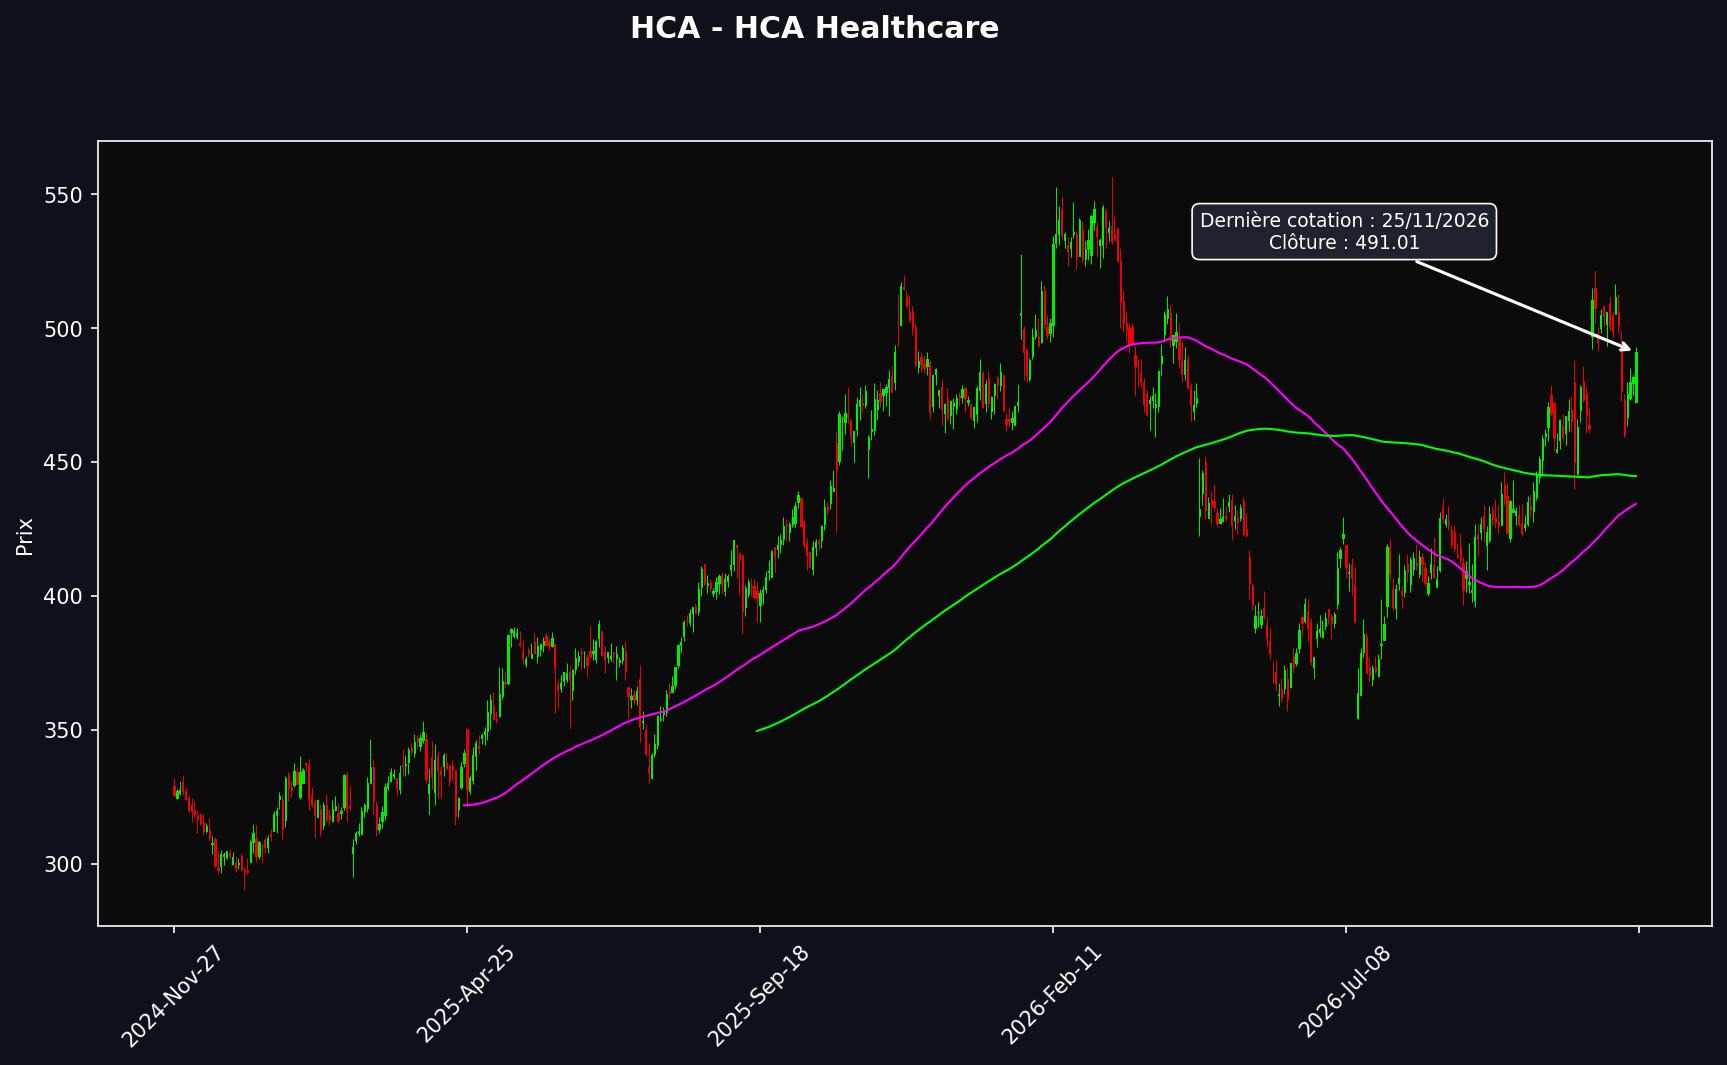 HCA - HCA Healthcare
Dernière cotation : 25/11/2026
Clôture : 491.01
Prix
550
500
450
400
350
300
2024-Nov-27
2025-Apr-25
2025-Sep-18
2026-Feb-11
2026-Jul-08